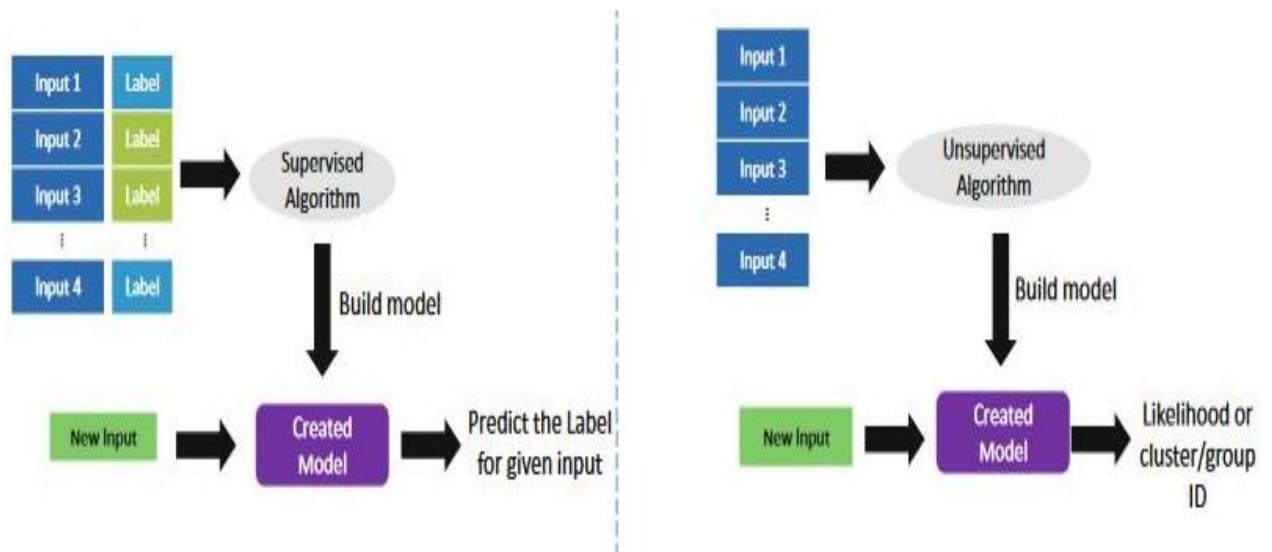 Input 1 Label
Input 2 Label
Input 3 Label
⋮ ⋮
Input 4 Label
Supervised
Algorithm
Build model
New Input
Created
Model
Predict the Label
for given input
Input 1
Input 2
Input 3
⋮
Input 4
Unsupervised
Algorithm
Build model
New Input
Created
Model
Likelihood or
cluster/group
ID